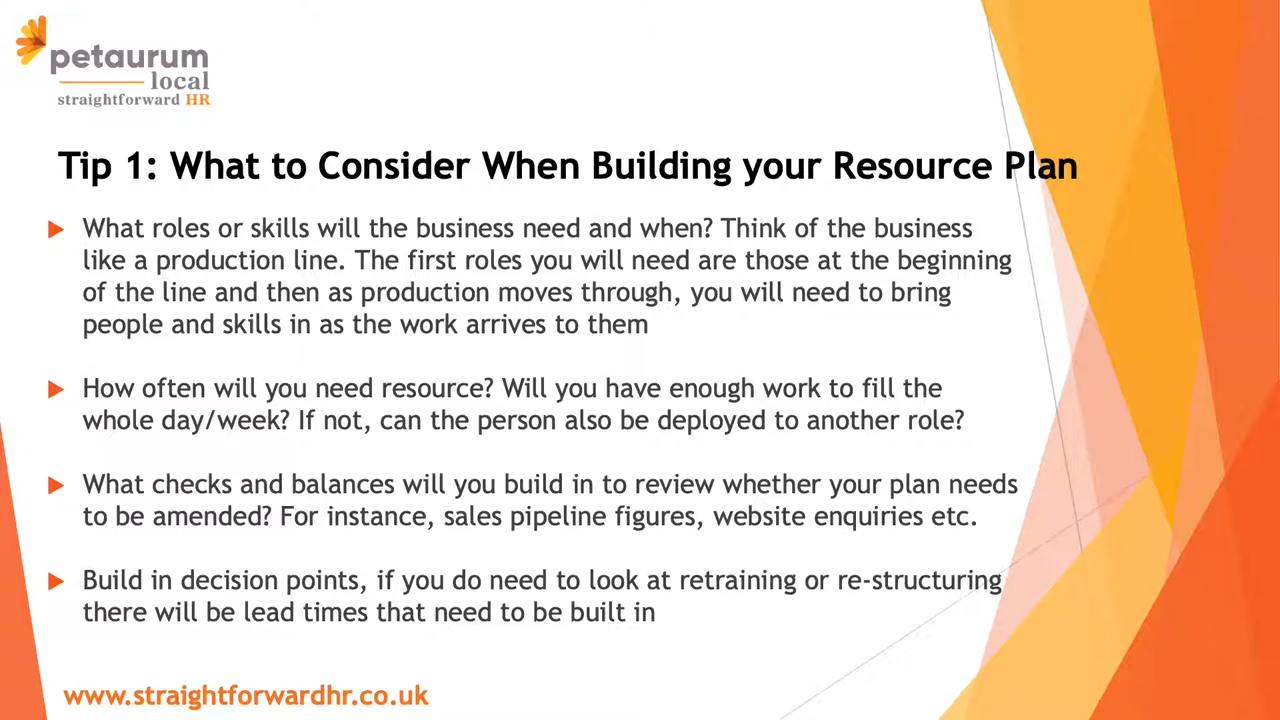 petaurum
local
straightforward HR
Tip 1: What to Consider When Building your Resource Plan
What roles or skills will the business need and when? Think of the business
like a production line. The first roles you will need are those at the beginning
of the line and then as production moves through, you will need to bring
people and skills in as the work arrives to them
How often will you need resource? Will you have enough work to fill the
whole day/week? If not, can the person also be deployed to another role?
What checks and balances will you build in to review whether your plan needs
to be amended? For instance, sales pipeline figures, website enquiries etc.
Build in decision points, if you do need to look at retraining or re-structuring
there will be lead times that need to be built in
www.straightforwardhr.co.uk